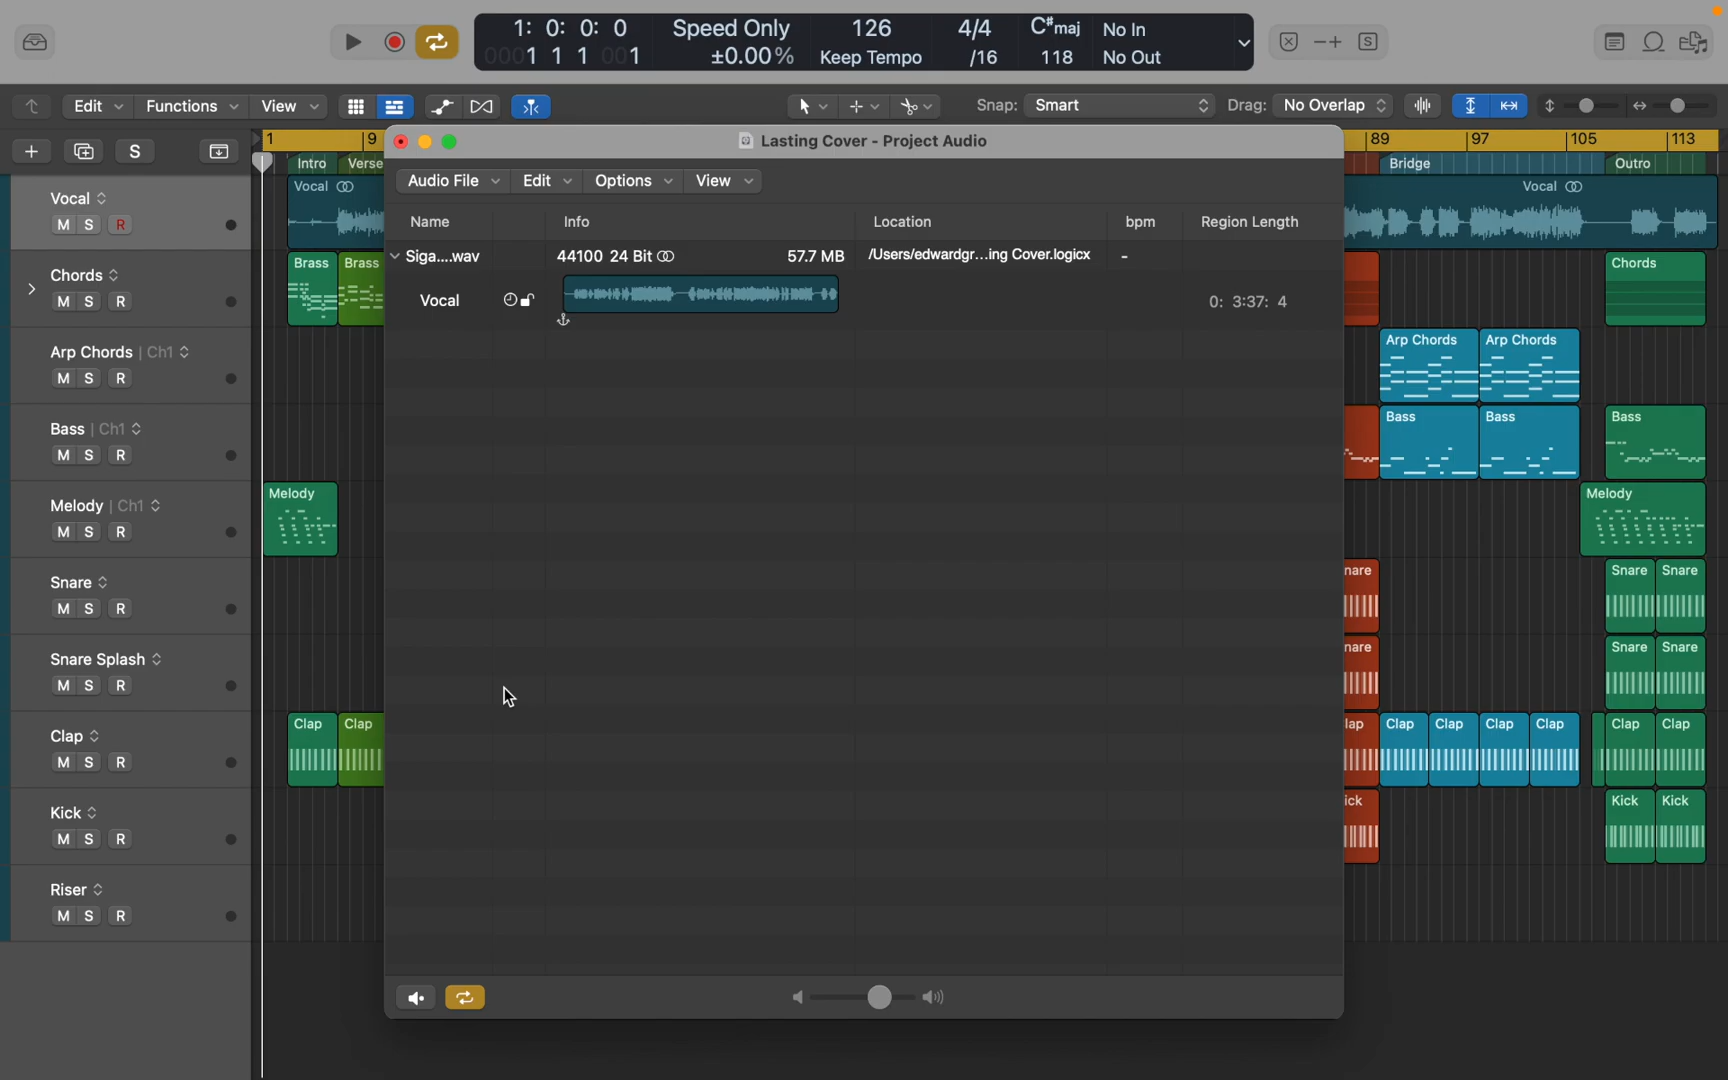 1: 0: 0: 0
0001 1 1 001
Speed Only
±0.00%
126
Keep Tempo
4/4
/16
C#maj
118
No In
No Out
S
Edit
Functions
View
Snap: Smart
Drag: No Overlap
S
1
9
89
97
105
113
Intro
Verse
Bridge
Outro
Lasting Cover - Project Audio
Audio File
Edit
Options
View
Name
Info
Location
bpm
Region Length
Siga....wav
44100 24 Bit
57.7 MB
/Users/edwardgr...ing Cover.logicx
-
Vocal
0: 3:37: 4
Vocal
M S R
Vocal
Vocal
Chords
M S R
Brass
Brass
Chords
Arp Chords | Ch1
M S R
Arp Chords
Arp Chords
Bass | Ch1
M S R
Bass
Bass
Bass
Melody | Ch1
M S R
Melody
Melody
Snare
M S R
nare
Snare
Snare
Snare Splash
M S R
nare
Snare
Snare
Clap
M S R
Clap
Clap
lap
Clap
Clap
Clap
Clap
Clap
Clap
Kick
M S R
ick
Kick
Kick
Riser
M S R